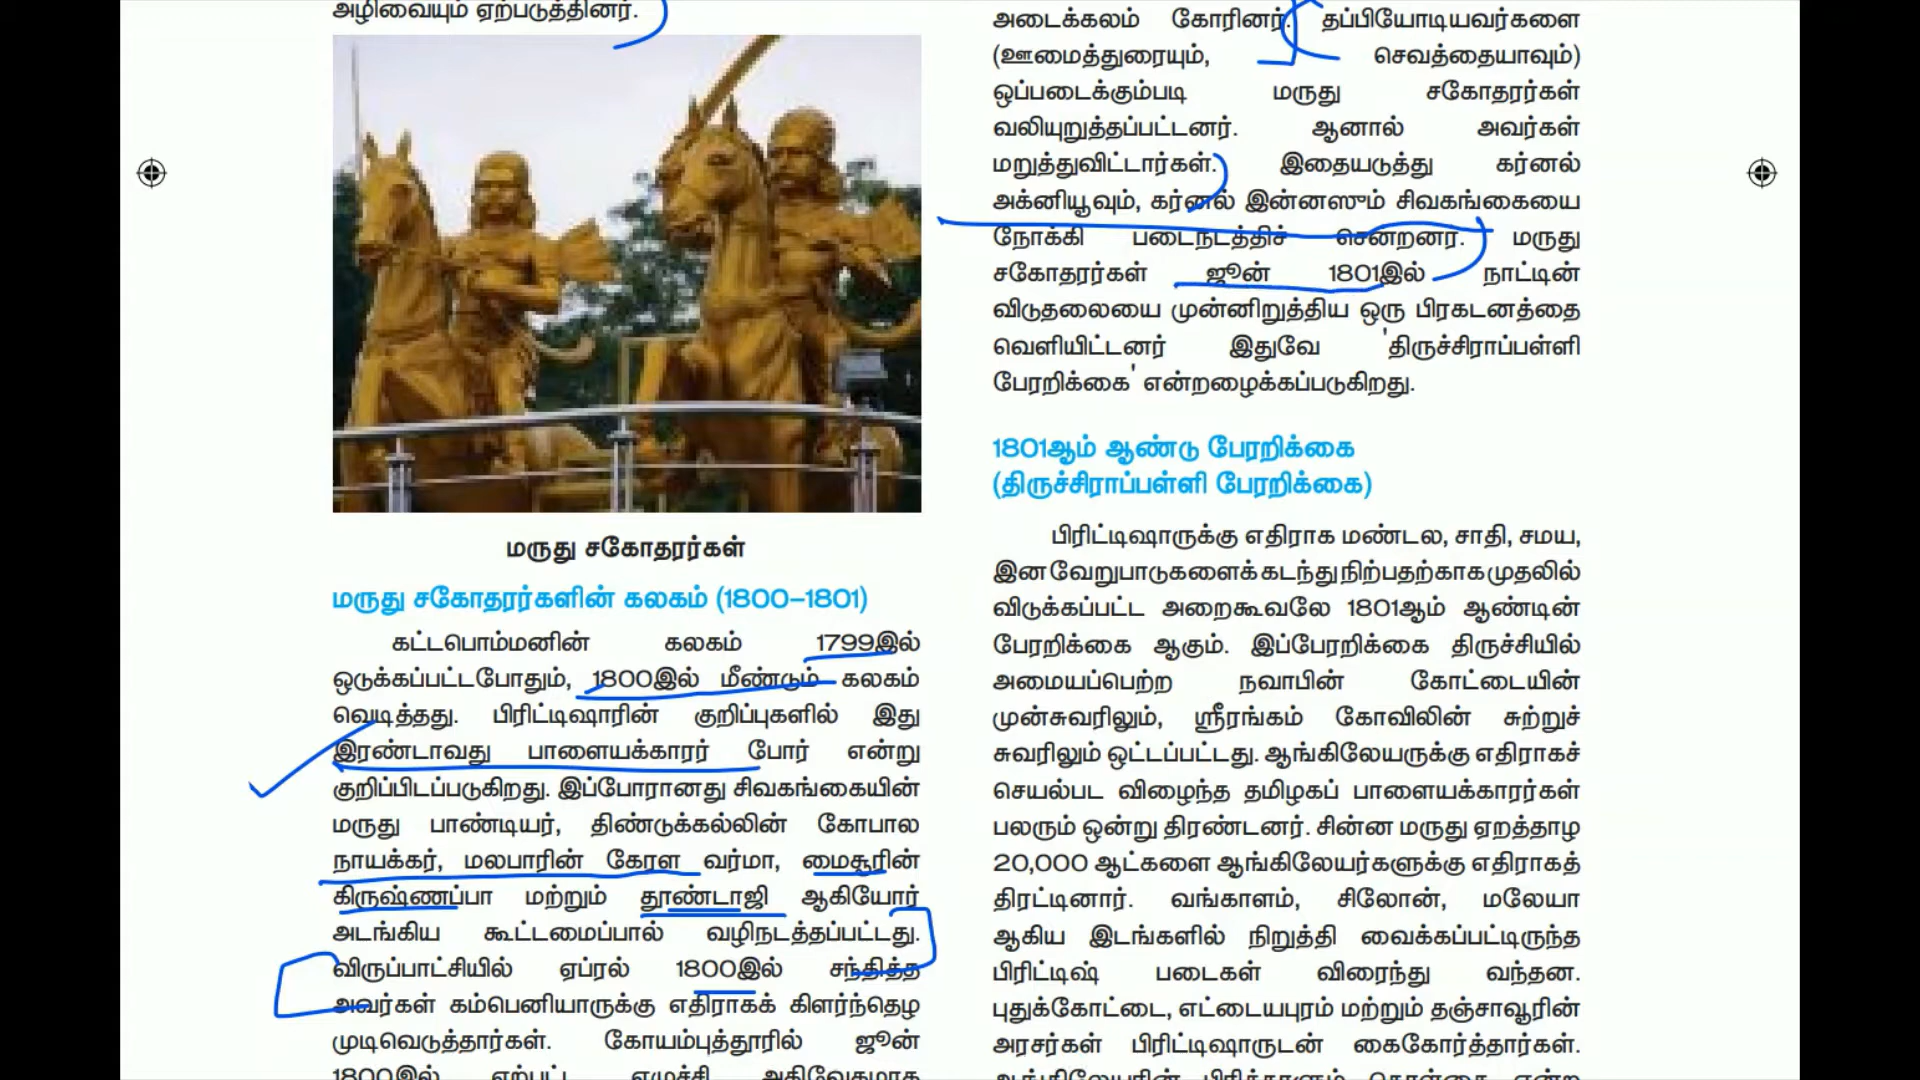 அழிவையும் ஏற்படுத்தினர்.
மருது சகோதரர்கள்
மருது சகோதரர்களின் கலகம் (1800–1801)
கட்டபொம்மனின் கலகம் 1799இல்
ஒடுக்கப்பட்டபோதும், 1800இல் மீண்டும் கலகம்
வெடித்தது. பிரிட்டிஷாரின் குறிப்புகளில் இது
இரண்டாவது பாளையக்காரர் போர் என்று
குறிப்பிடப்படுகிறது. இப்போரானது சிவகங்கையின்
மருது பாண்டியர், திண்டுக்கல்லின் கோபால
நாயக்கர், மலபாரின் கேரள வர்மா, மைசூரின்
கிருஷ்ணப்பா மற்றும் தூண்டாஜி ஆகியோர்
அடங்கிய கூட்டமைப்பால் வழிநடத்தப்பட்டது.
விருப்பாட்சியில் ஏப்ரல் 1800இல் சந்தித்த
அவர்கள் கம்பெனியாருக்கு எதிராகக் கிளர்ந்தெழ
முடிவெடுத்தார்கள். கோயம்புத்தூரில் ஜூன்
1800இல் ஏற்பட்ட எழுச்சி அதிவேகமாக
அடைக்கலம் கோரினர். தப்பியோடியவர்களை
(ஊமைத்துரையும், செவத்தையாவும்)
ஒப்படைக்கும்படி மருது சகோதரர்கள்
வலியுறுத்தப்பட்டனர். ஆனால் அவர்கள்
மறுத்துவிட்டார்கள். இதையடுத்து கர்னல்
அக்னியூவும், கர்னல் இன்னஸும் சிவகங்கையை
நோக்கி படைநடத்திச் சென்றனர். மருது
சகோதரர்கள் ஜூன் 1801இல் நாட்டின்
விடுதலையை முன்னிறுத்திய ஒரு பிரகடனத்தை
வெளியிட்டனர் இதுவே 'திருச்சிராப்பள்ளி
பேரறிக்கை' என்றழைக்கப்படுகிறது.
1801ஆம் ஆண்டு பேரறிக்கை
(திருச்சிராப்பள்ளி பேரறிக்கை)
பிரிட்டிஷாருக்கு எதிராக மண்டல, சாதி, சமய,
இன வேறுபாடுகளைக் கடந்து நிற்பதற்காக முதலில்
விடுக்கப்பட்ட அறைகூவலே 1801ஆம் ஆண்டின்
பேரறிக்கை ஆகும். இப்பேரறிக்கை திருச்சியில்
அமையப்பெற்ற நவாபின் கோட்டையின்
முன்சுவரிலும், ஸ்ரீரங்கம் கோவிலின் சுற்றுச்
சுவரிலும் ஒட்டப்பட்டது. ஆங்கிலேயருக்கு எதிராகச்
செயல்பட விழைந்த தமிழகப் பாளையக்காரர்கள்
பலரும் ஒன்று திரண்டனர். சின்ன மருது ஏறத்தாழ
20,000 ஆட்களை ஆங்கிலேயர்களுக்கு எதிராகத்
திரட்டினார். வங்காளம், சிலோன், மலேயா
ஆகிய இடங்களில் நிறுத்தி வைக்கப்பட்டிருந்த
பிரிட்டிஷ் படைகள் விரைந்து வந்தன.
புதுக்கோட்டை, எட்டையபுரம் மற்றும் தஞ்சாவூரின்
அரசர்கள் பிரிட்டிஷாருடன் கைகோர்த்தார்கள்.
ஆங்கிலேயரின் பிரித்தாளும் கொள்கை என்ற